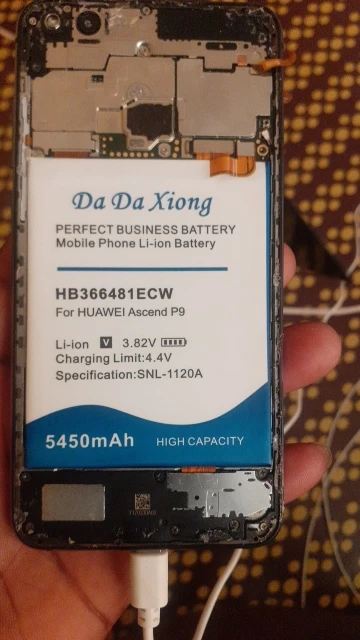 Da Da Xiong
PERFECT BUSINESS BATTERY
Mobile Phone Li-ion Battery
HB366481ECW
For HUAWEI Ascend P9
Li-ion V 3.82V
Charging Limit:4.4V
Specification:SNL-1120A
5450mAh HIGH CAPACITY